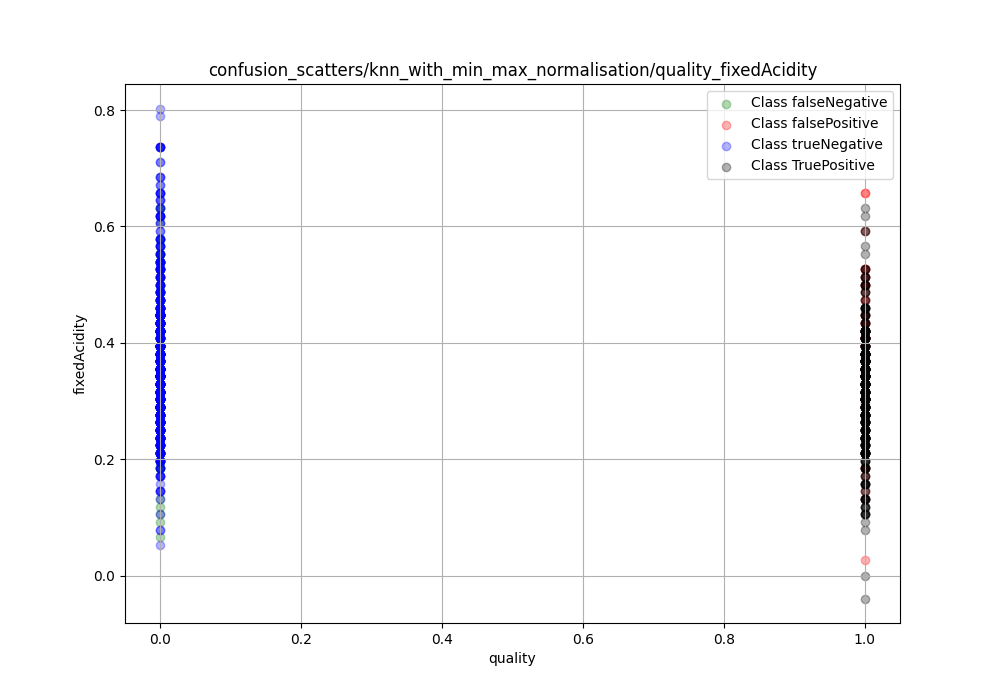 confusion_scatters/knn_with_min_max_normalisation/quality_fixedAcidity
Class falseNegative
Class falsePositive
Class trueNegative
Class TruePositive
0.8
0.6
0.4
0.2
0.0
fixedAcidity
0.0 0.2 0.4 0.6 0.8 1.0
quality